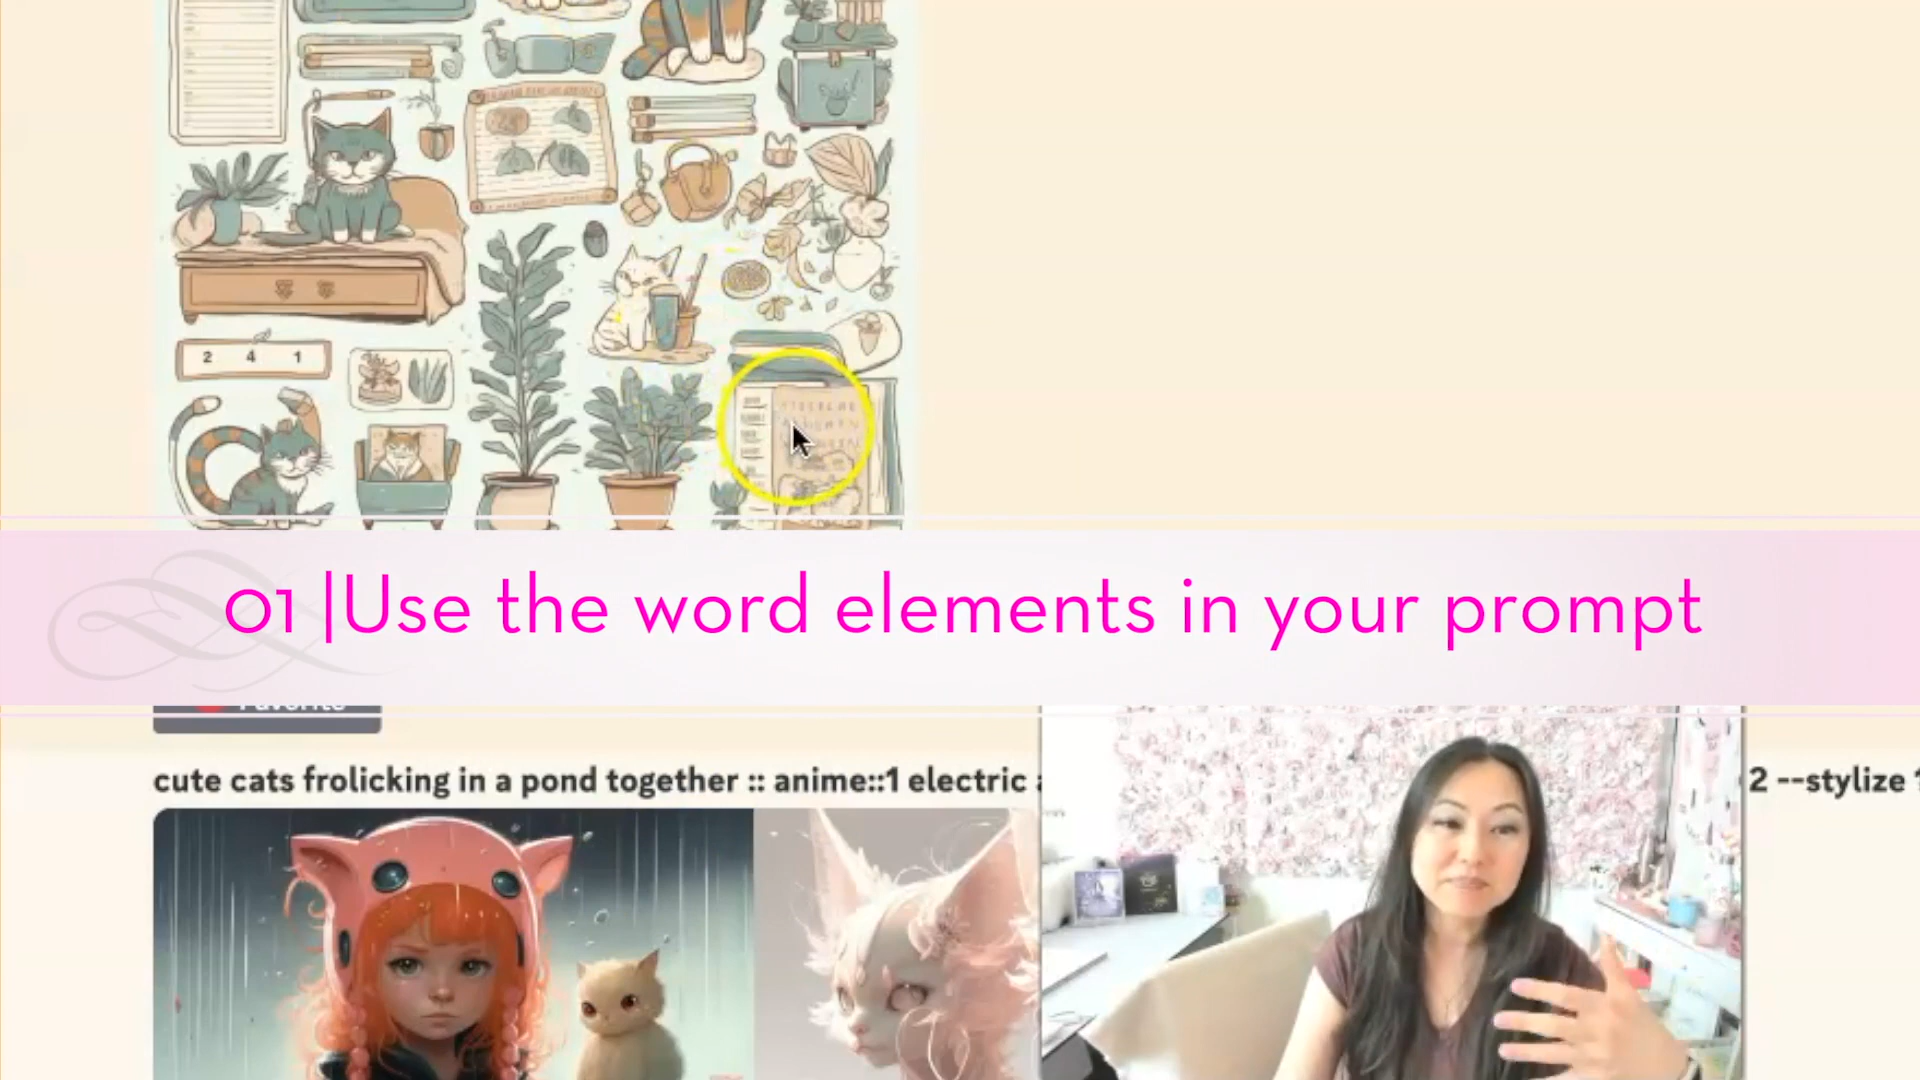 2 4 1
01 |Use the word elements in your prompt
Favorite
cute cats frolicking in a pond together :: anime::1 electric
2 --stylize